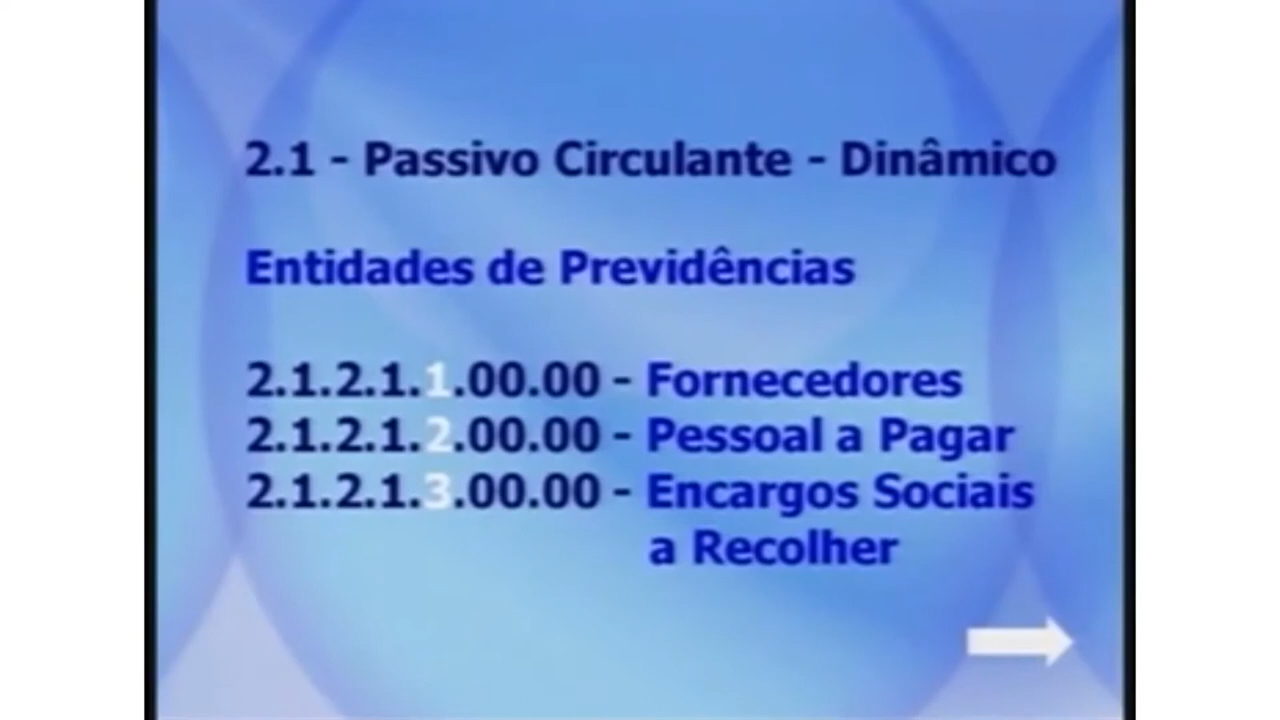 2.1 - Passivo Circulante - Dinâmico
Entidades de Previdências
2.1.2.1.1.00.00 - Fornecedores
2.1.2.1.2.00.00 - Pessoal a Pagar
2.1.2.1.3.00.00 - Encargos Sociais
a Recolher